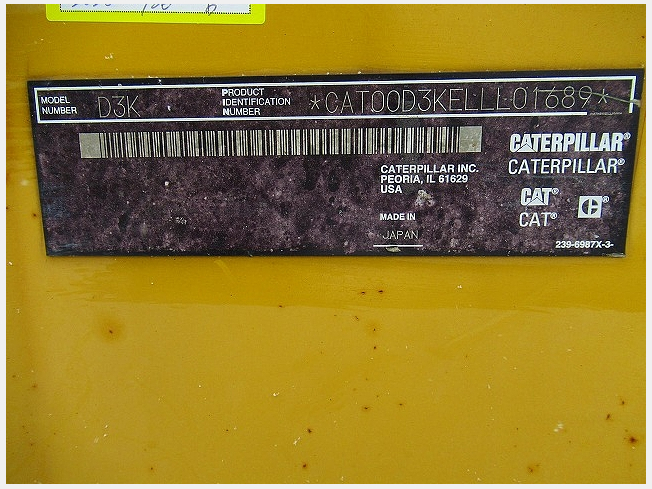 MODEL NUMBER D3K PRODUCT IDENTIFICATION NUMBER *CAT00D3KELLL01689*
CATERPILLAR®
CATERPILLAR®
CATERPILLAR INC.
PEORIA, IL 61629
USA
CAT®
CAT®
C®
MADE IN
JAPAN
239-6987X-3-